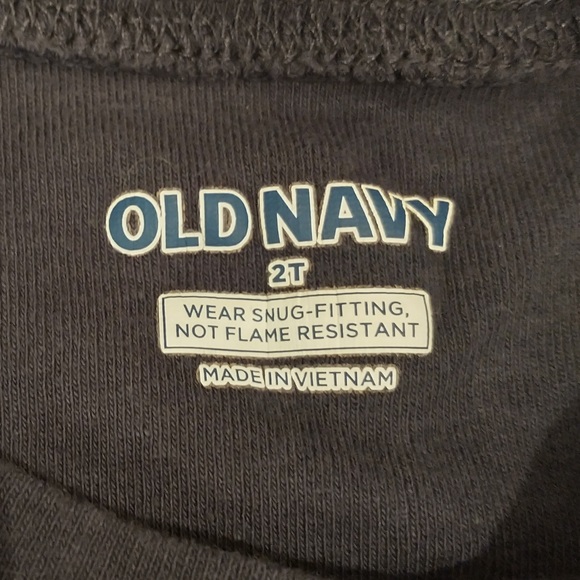 OLD NAVY
2T
WEAR SNUG-FITTING,
NOT FLAME RESISTANT
MADE IN VIETNAM